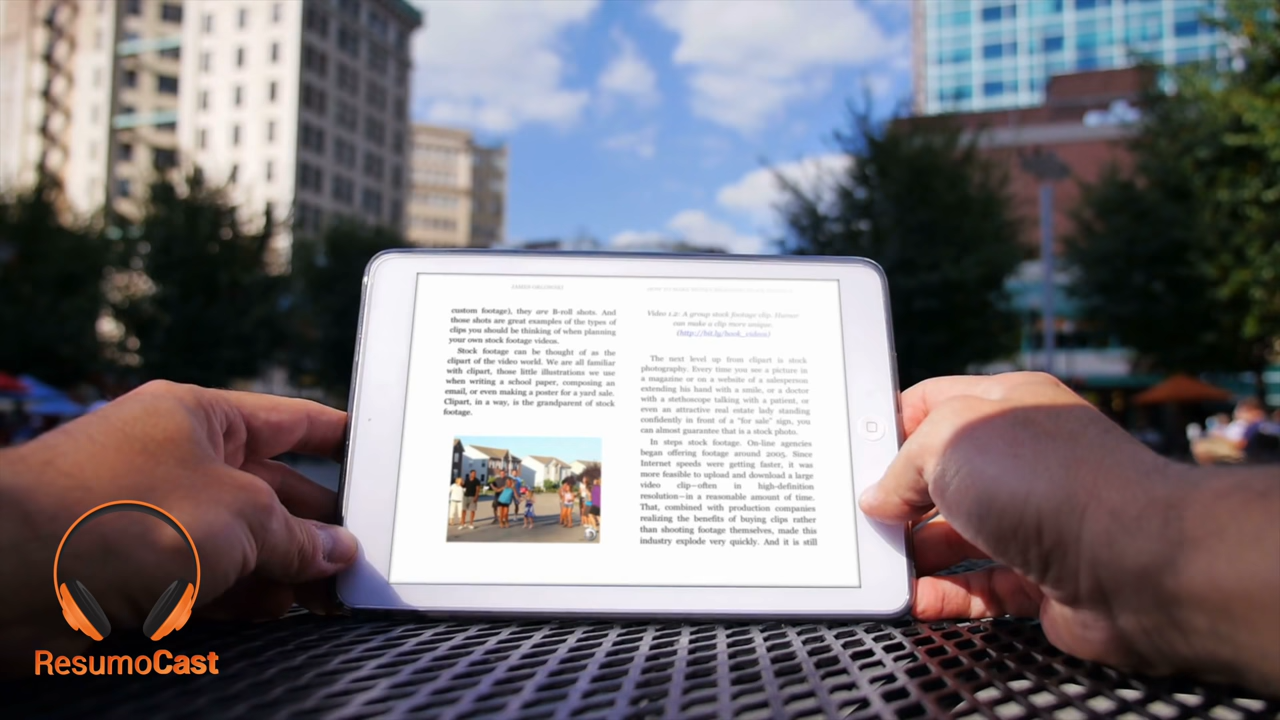 JAMES ORLOWSKI
custom footage), they are B-roll shots. And
those shots are great examples of the types of
clips you should be thinking of when planning
your own stock footage videos.
Stock footage can be thought of as the
clipart of the video world. We are all familiar
with clipart, those little illustrations we use
when writing a school paper, composing an
email, or even making a poster for a yard sale.
Clipart, in a way, is the grandparent of stock
footage.
Video 1.2: A group stock footage clip. Humor
can make a clip more unique.
(http://bit.ly/book_videos)
The next level up from clipart is stock
photography. Every time you see a picture in
a magazine or on a website of a salesperson
extending his hand with a smile, or a doctor
with a stethoscope talking with a patient, or
even an attractive real estate lady standing
confidently in front of a "for sale" sign, you
can almost guarantee that is a stock photo.
In steps stock footage. On-line agencies
began offering footage around 2005. Since
Internet speeds were getting faster, it was
more feasible to upload and download a large
video clip—often in high-definition
resolution—in a reasonable amount of time.
That, combined with production companies
realizing the benefits of buying clips rather
than shooting footage themselves, made this
industry explode very quickly. And it is still
ResumoCast